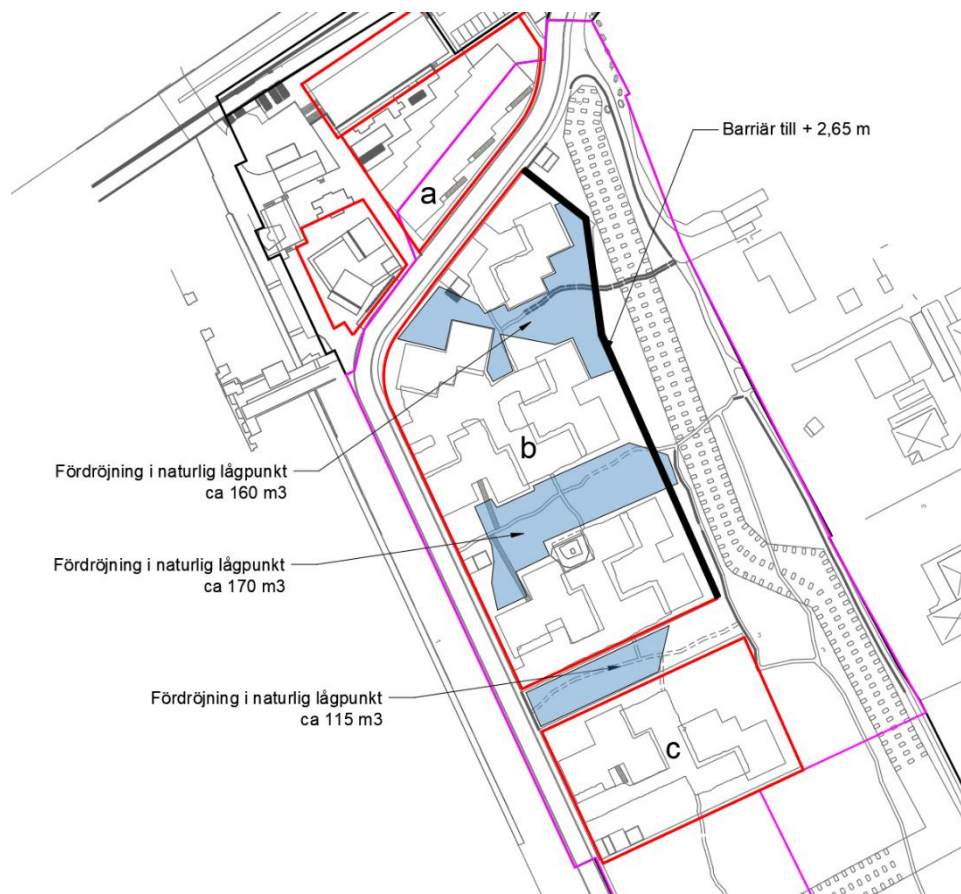 Barriär till + 2,65 m
a
b
Fördröjning i naturlig lågpunkt
ca 160 m3
Fördröjning i naturlig lågpunkt
ca 170 m3
Fördröjning i naturlig lågpunkt
ca 115 m3
c